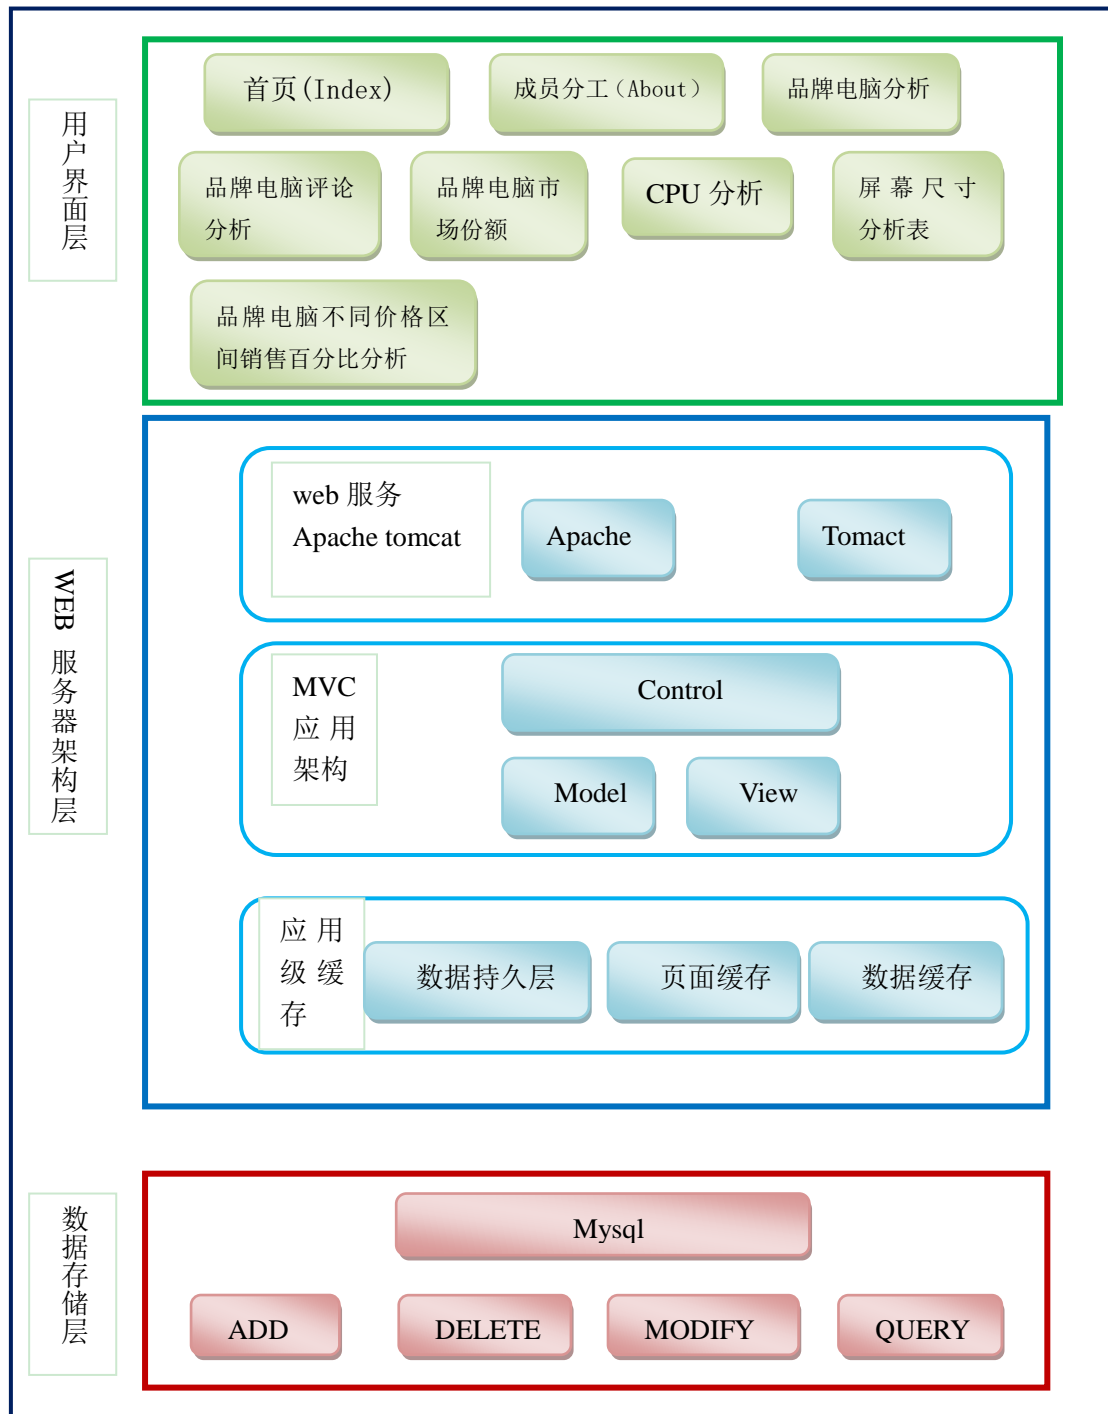 用户界面层
首页(Index)
成员分工（About）
品牌电脑分析
品牌电脑评论
分析
品牌电脑市
场份额
CPU 分析
屏幕尺寸
分析表
品牌电脑不同价格区
间销售百分比分析
WEB 服务器架构层
web 服务
Apache tomcat
Apache
Tomact
MVC
应用
架构
Control
Model
View
应用
级缓
存
数据持久层
页面缓存
数据缓存
数据存储层
Mysql
ADD
DELETE
MODIFY
QUERY